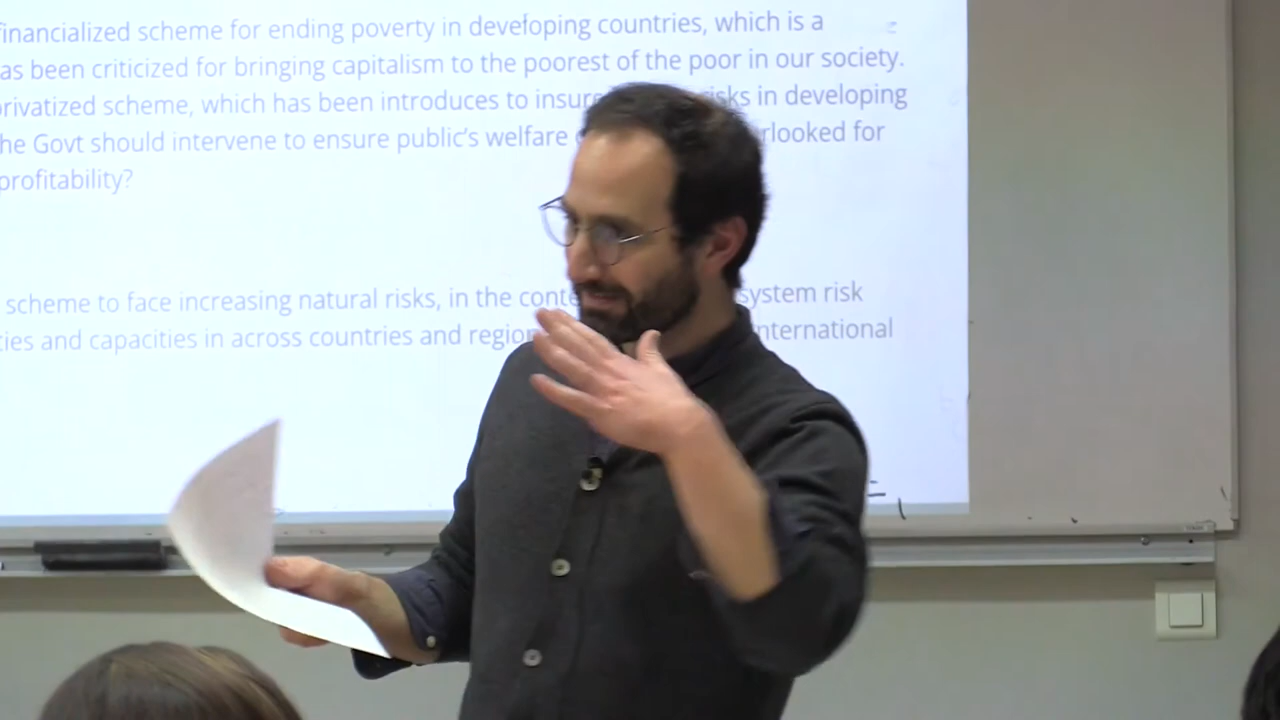 financialized scheme for ending poverty in developing countries, which is a
as been criticized for bringing capitalism to the poorest of the poor in our society.
rivatized scheme, which has been introduces to insure risks in developing
he Govt should intervene to ensure public's welfare rlooked for
profitability?
scheme to face increasing natural risks, in the conte system risk
ties and capacities in across countries and region nternational